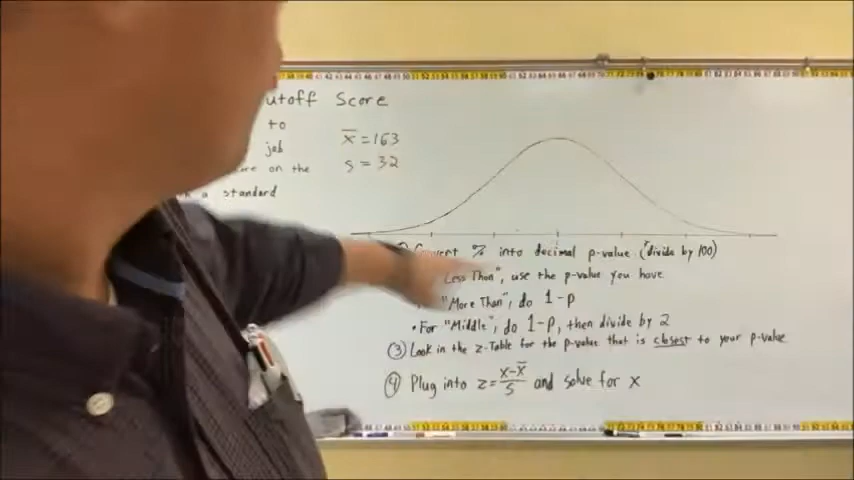 utoff Score
to
job
on the
a standard
x̄ = 163
s = 32
% into decimal p-value (divide by 100)
Less Than", use the p-value you have
"More Than", do 1-p
• For "Middle", do 1-p, then divide by 2
③ Look in the z-Table for the p-value that is closest to your p-value
④ Plug into z = x-x̄/s and solve for x